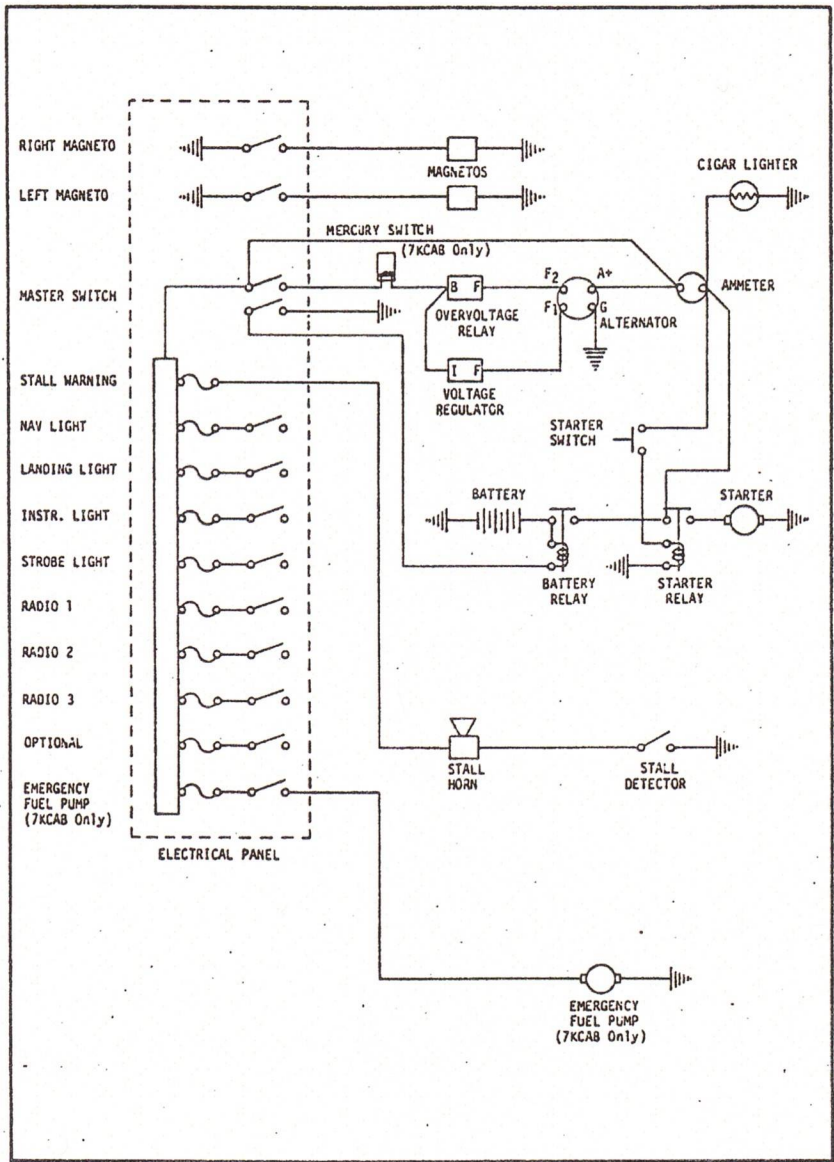 RIGHT MAGNETO
MAGNETOS
CIGAR LIGHTER
LEFT MAGNETO
MERCURY SWITCH
(7KCAB Only)
MASTER SWITCH
B F
F2
A+
AMMETER
OVERVOLTAGE
RELAY
F1
G
ALTERNATOR
STALL WARNING
I F
VOLTAGE
REGULATOR
NAV LIGHT
STARTER
SWITCH
LANDING LIGHT
INSTR. LIGHT
BATTERY
STARTER
STROBE LIGHT
BATTERY
RELAY
STARTER
RELAY
RADIO 1
RADIO 2
RADIO 3
OPTIONAL
STALL
HORN
STALL
DETECTOR
EMERGENCY
FUEL PUMP
(7KCAB Only)
ELECTRICAL PANEL
EMERGENCY
FUEL PUMP
(7KCAB Only)